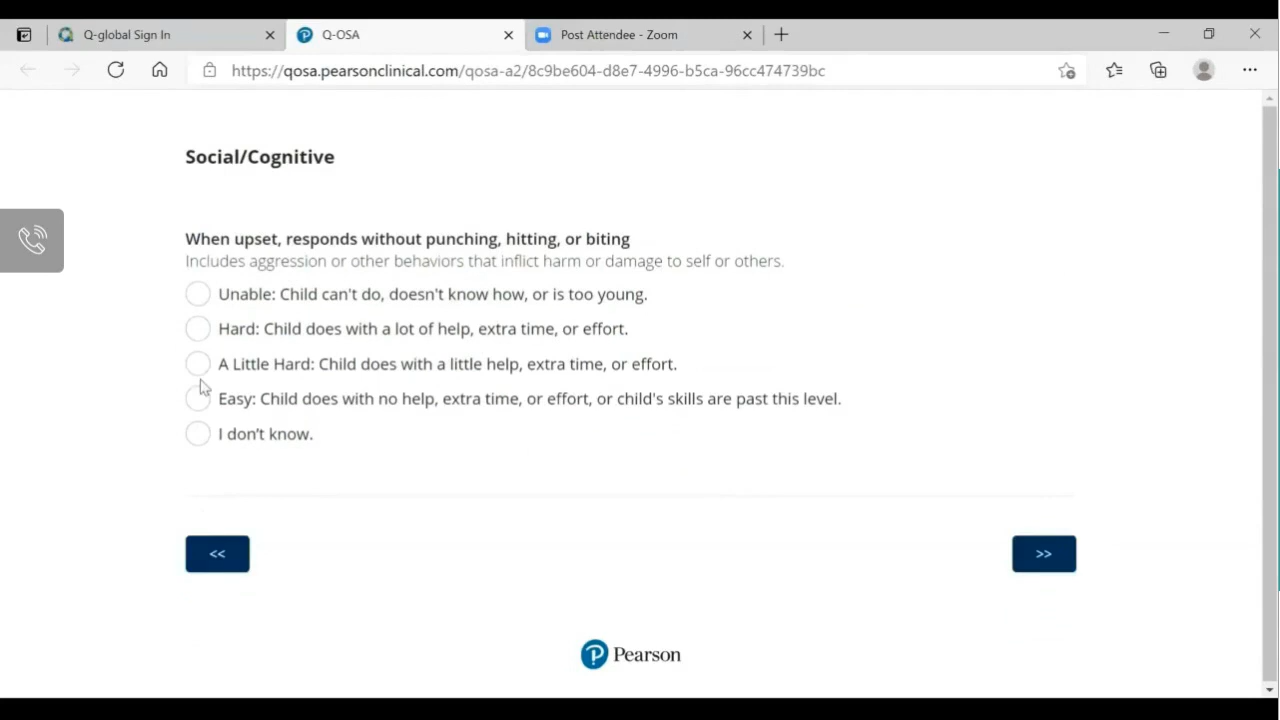 Q-global Sign In
Q-OSA
Post Attendee - Zoom
https://qosa.pearsonclinical.com/qosa-a2/8c9be604-d8e7-4996-b5ca-96cc474739bc
Social/Cognitive
When upset, responds without punching, hitting, or biting
Includes aggression or other behaviors that inflict harm or damage to self or others.
Unable: Child can't do, doesn't know how, or is too young.
Hard: Child does with a lot of help, extra time, or effort.
A Little Hard: Child does with a little help, extra time, or effort.
Easy: Child does with no help, extra time, or effort, or child's skills are past this level.
I don't know.
<< >>
Pearson